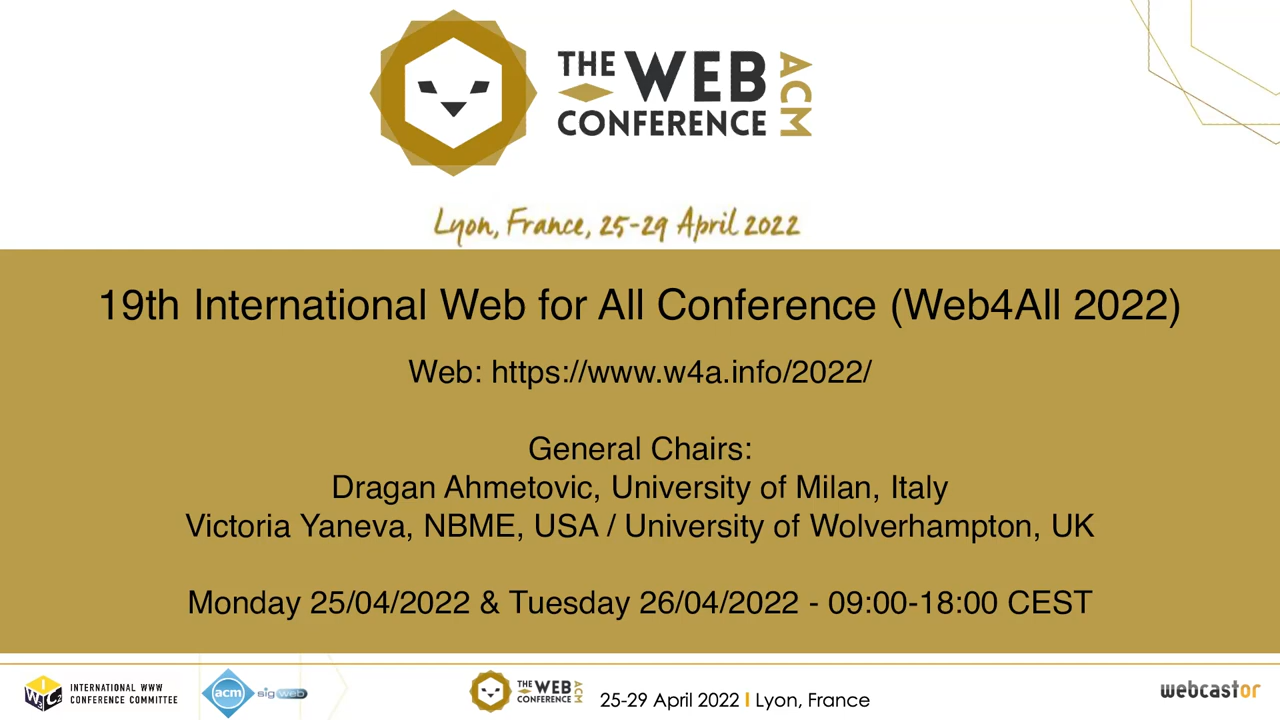 THE WEB
CONFERENCE
ACM
Lyon, France, 25-29 April 2022
19th International Web for All Conference (Web4All 2022)
Web: https://www.w4a.info/2022/
General Chairs:
Dragan Ahmetovic, University of Milan, Italy
Victoria Yaneva, NBME, USA / University of Wolverhampton, UK
Monday 25/04/2022 & Tuesday 26/04/2022 - 09:00-18:00 CEST
INTERNATIONAL WWW
CONFERENCE COMMITTEE
acm sigweb
THE WEB
CONFERENCE
ACM
25-29 April 2022 | Lyon, France
webcastor